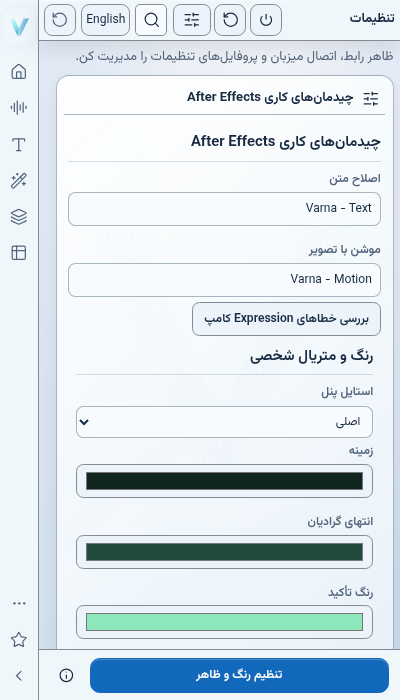 تنظیمات
English
ظاهر رابط، اتصال میزبان و پروفایل‌های تنظیمات را مدیریت کن.
چیدمان‌های کاری After Effects
چیدمان‌های کاری After Effects
اصلاح متن
Varna - Text
موشن با تصویر
Varna - Motion
بررسی خطاهای Expression کامپ
رنگ و متریال شخصی
استایل پنل
اصلی
زمینه
انتهای گرادیان
رنگ تأکید
تنظیم رنگ و ظاهر